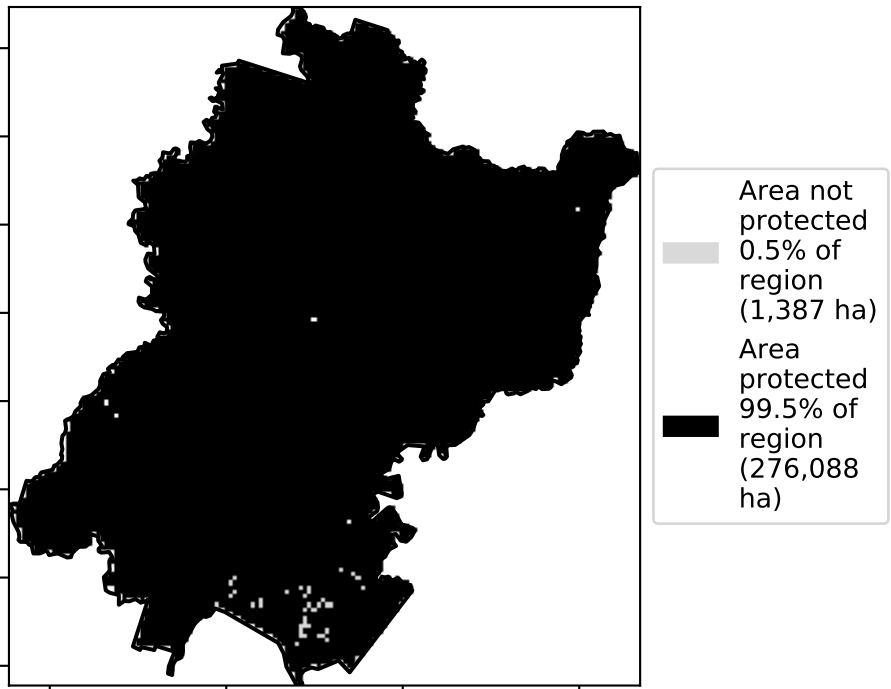 Area not
protected
0.5% of
region
(1,387 ha)
Area
protected
99.5% of
region
(276,088
ha)